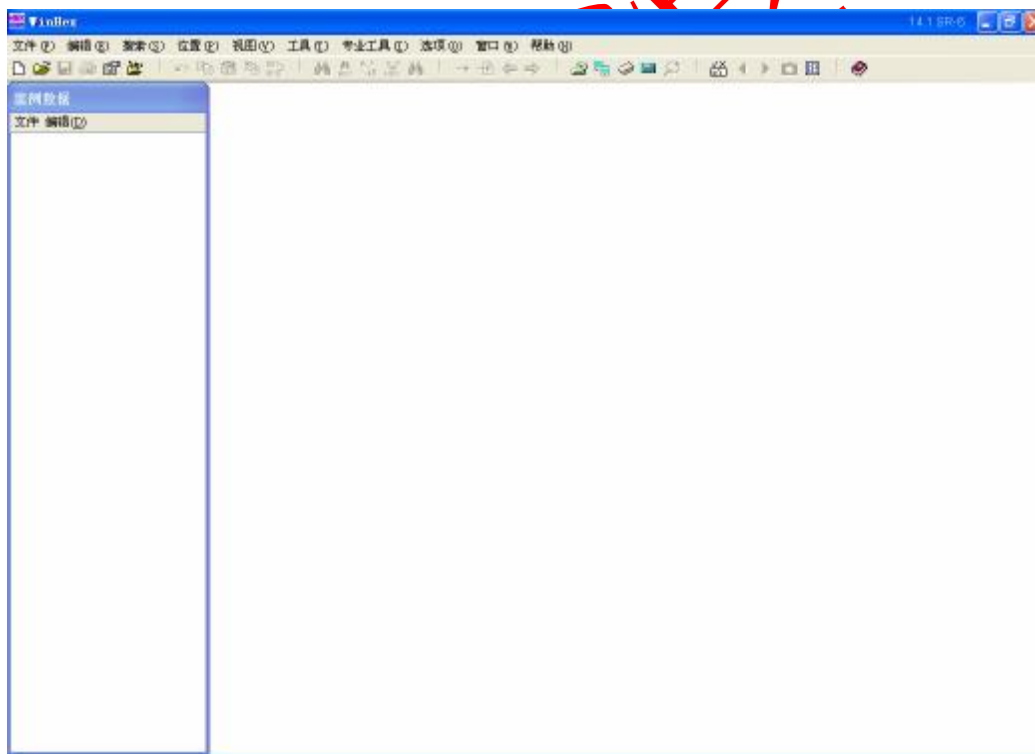 WinHex 14.1 SR-6
文件(F) 编辑(E) 搜索(S) 位置(P) 视图(V) 工具(T) 专业工具(I) 选项(O) 窗口(W) 帮助(H)
案例数据
文件 编辑(D)